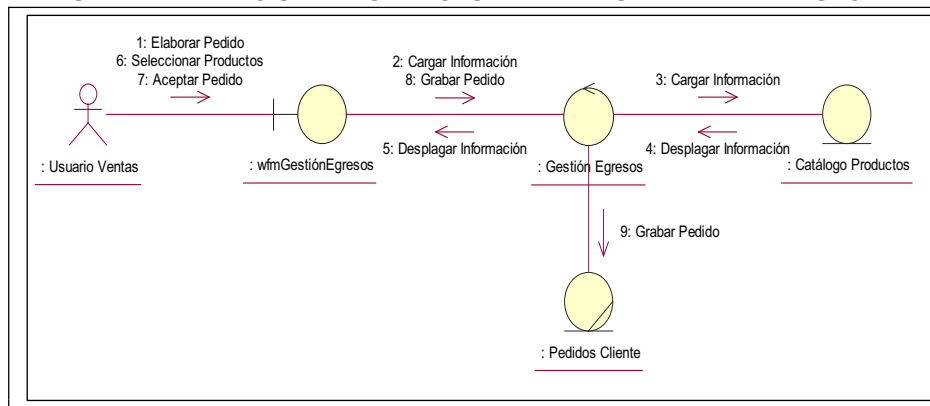 1: Elaborar Pedido
6: Seleccionar Productos
7: Aceptar Pedido
2: Cargar Información
8: Grabar Pedido
3: Cargar Información
5: Desplagar Información
4: Desplagar Información
: Usuario Ventas
: wfmGestiónEgresos
: Gestión Egresos
: Catálogo Productos
9: Grabar Pedido
: Pedidos Cliente